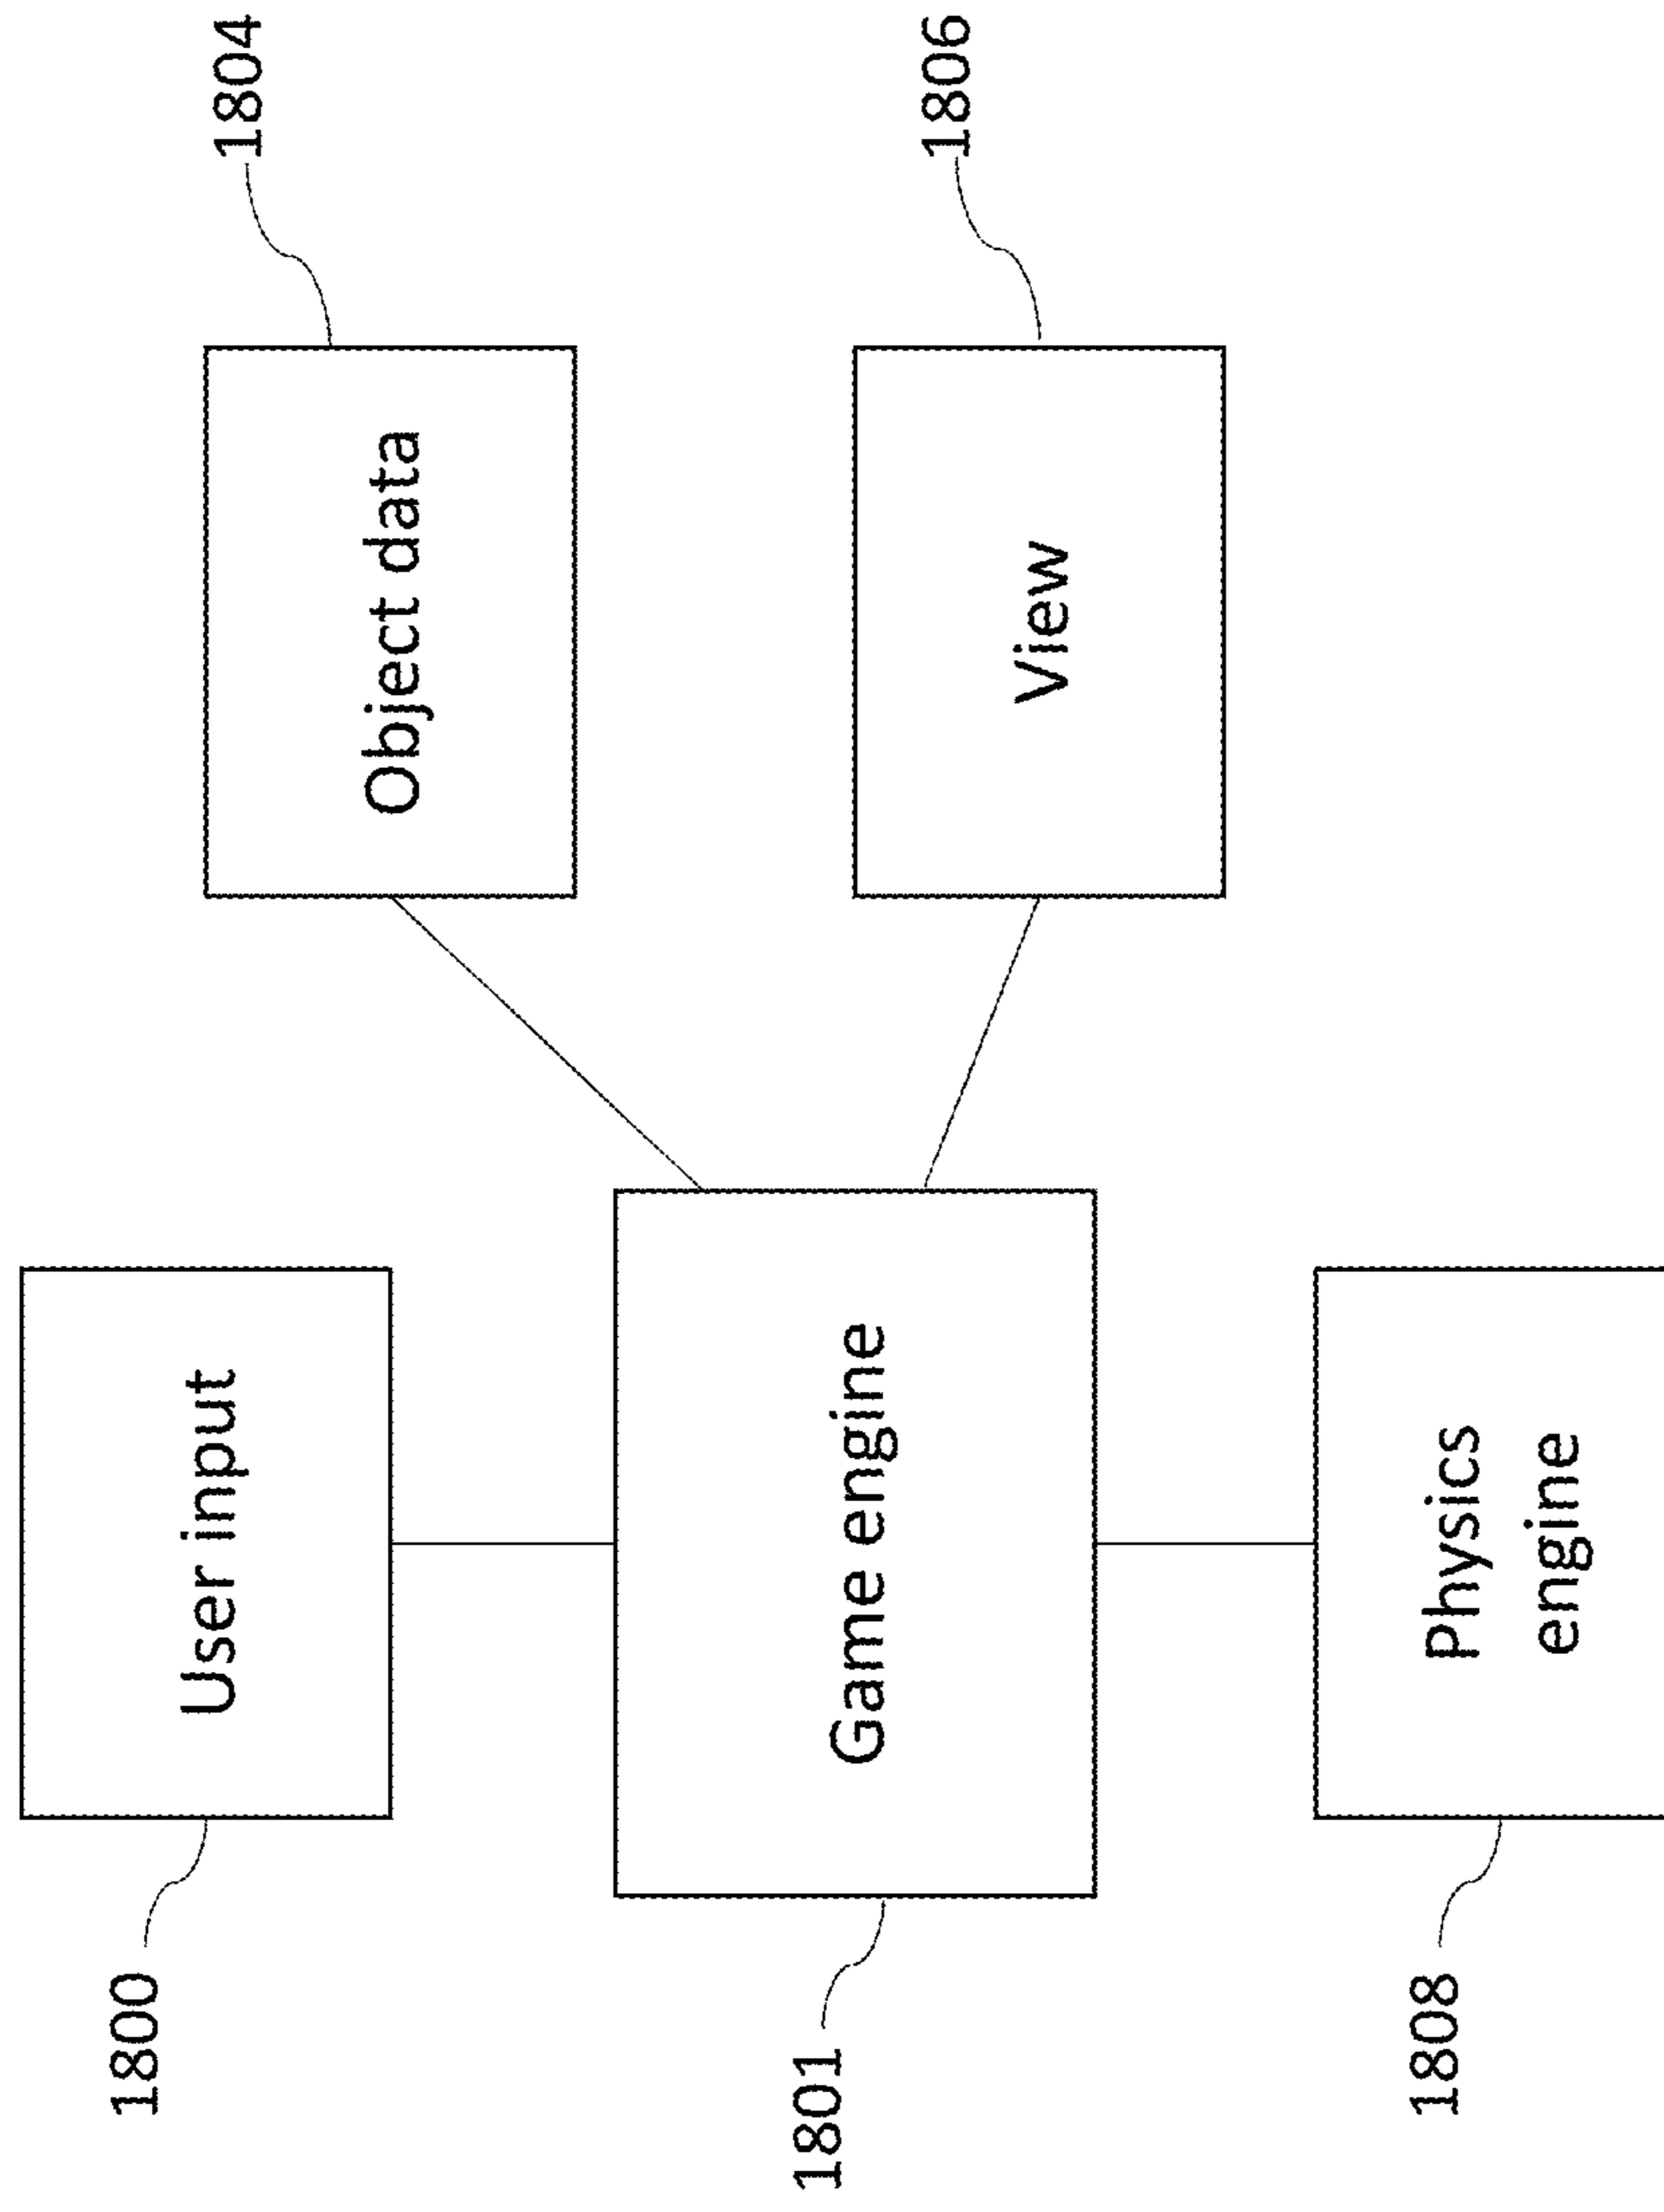 1800
User input
Object data
1804
1801
Game engine
View
1806
1808
Physics
engine